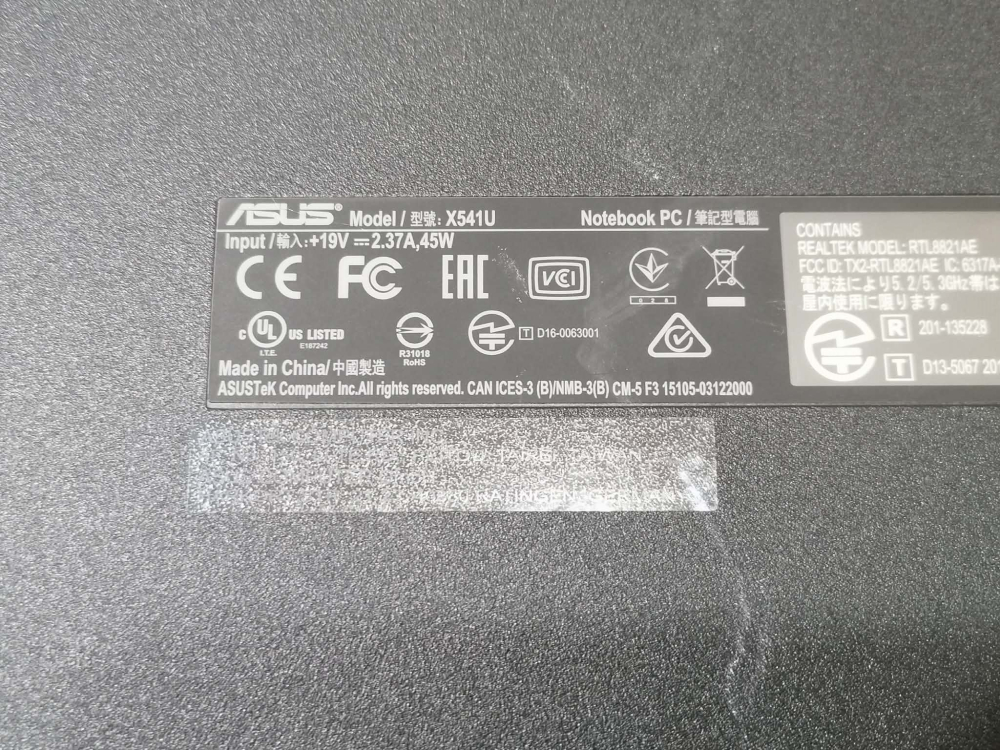 ASUS® Model / 型號: X541U Notebook PC / 筆記型電腦
Input / 輸入: +19V ⎓ 2.37A,45W
CE FC EAC VCCI
C UL US LISTED
I.T.E. E187242
R31018
RoHS
T D16-0063001
Made in China/ 中國製造
ASUSTeK Computer Inc.All rights reserved. CAN ICES-3 (B)/NMB-3(B) CM-5 F3 15105-03122000
CONTAINS
REALTEK MODEL: RTL8821AE
FCC ID: TX2-RTL8821AE IC: 6317A-
電波法により5. 2/5. 3GHz帯は
屋内使用に限ります。
R 201-135228
T D13-5067 201
TAIPEI, TAIWAN
RATINGEN, GERMANY